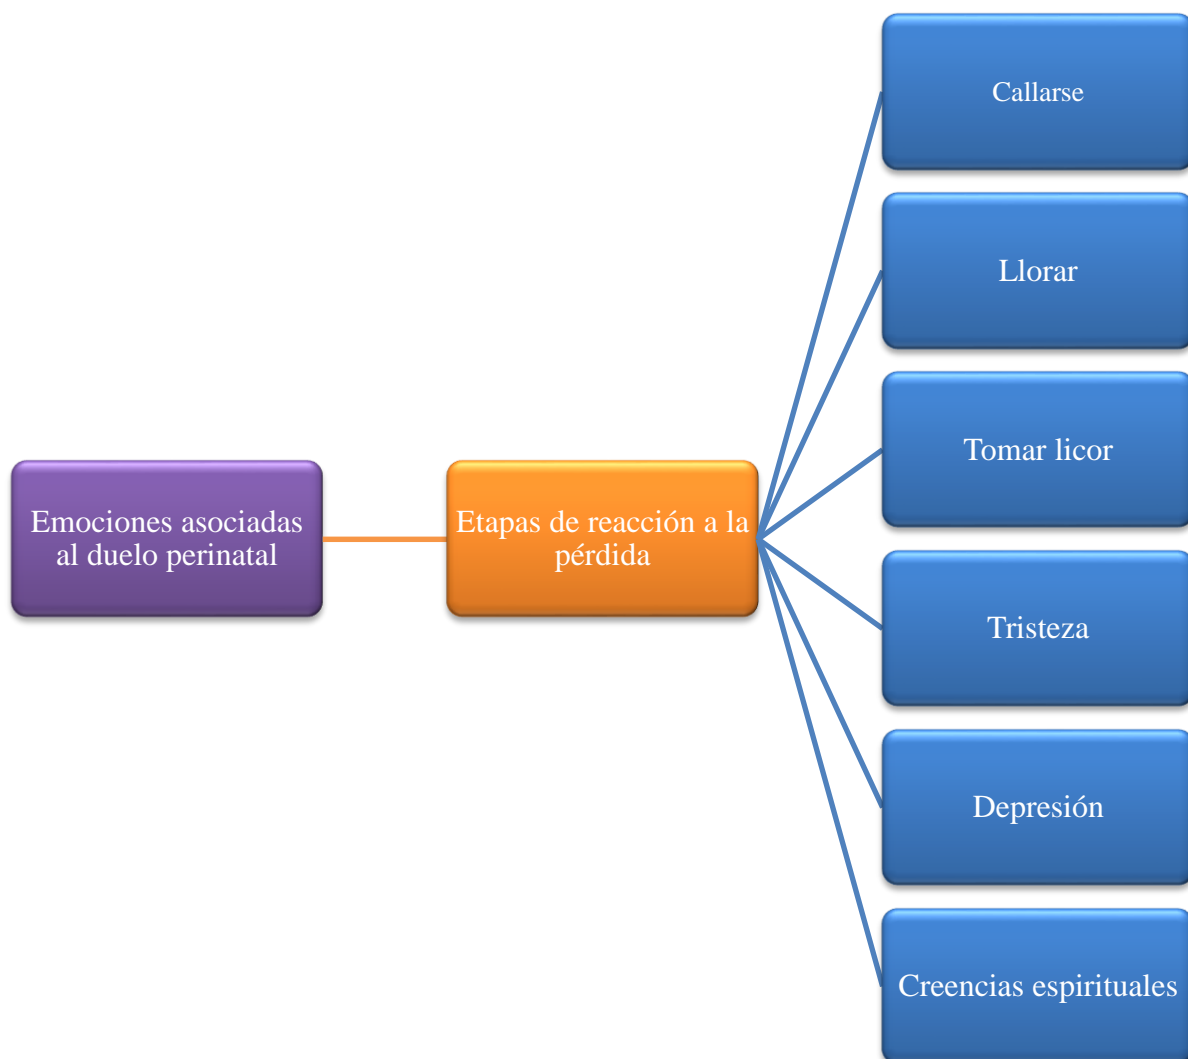 Emociones asociadas
al duelo perinatal
Etapas de reacción a la
pérdida
Callarse
Llorar
Tomar licor
Tristeza
Depresión
Creencias espirituales